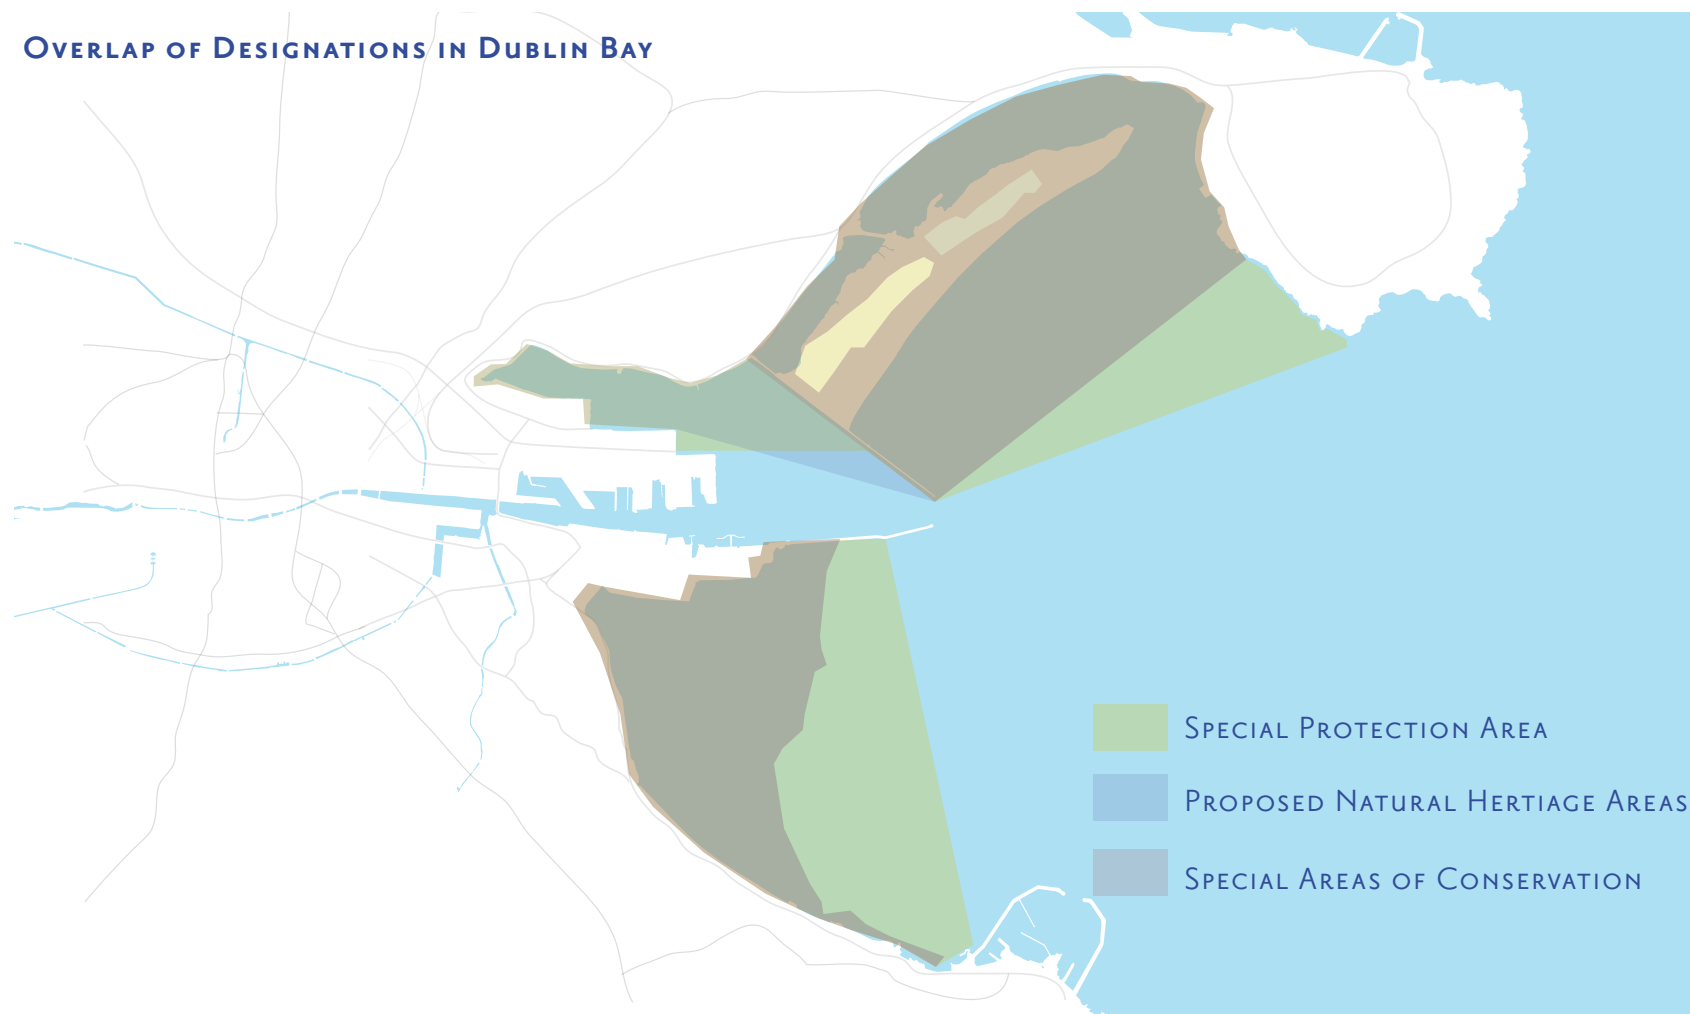 Overlap of Designations in Dublin Bay
Special Protection Area
Proposed Natural Hertiage Areas
Special Areas of Conservation